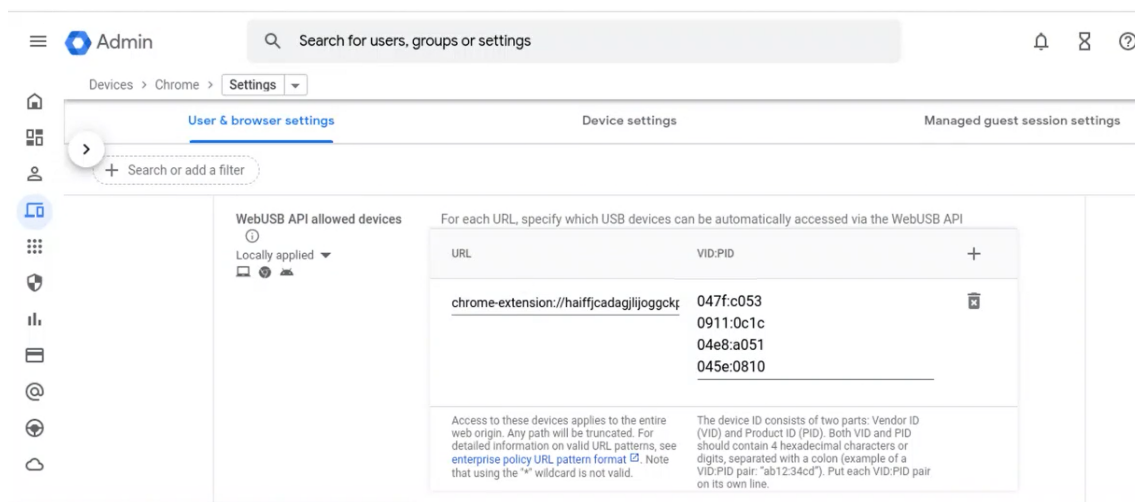 Admin
Search for users, groups or settings
Devices > Chrome > Settings
User & browser settings
Device settings
Managed guest session settings
+ Search or add a filter
WebUSB API allowed devices
Locally applied
For each URL, specify which USB devices can be automatically accessed via the WebUSB API
URL
VID:PID
chrome-extension://haiffjcadagjlijoggckp
047f:c053
0911:0c1c
04e8:a051
045e:0810
Access to these devices applies to the entire
web origin. Any path will be truncated. For
detailed information on valid URL patterns, see
enterprise policy URL pattern format. Note
that using the "*" wildcard is not valid.
The device ID consists of two parts: Vendor ID
(VID) and Product ID (PID). Both VID and PID
should contain 4 hexadecimal characters or
digits, separated with a colon (example of a
VID:PID pair: "ab12:34cd"). Put each VID:PID pair
on its own line.